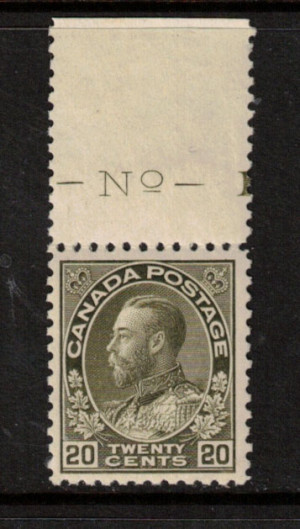 – Nº –
CANADA POSTAGE
20 TWENTY CENTS 20